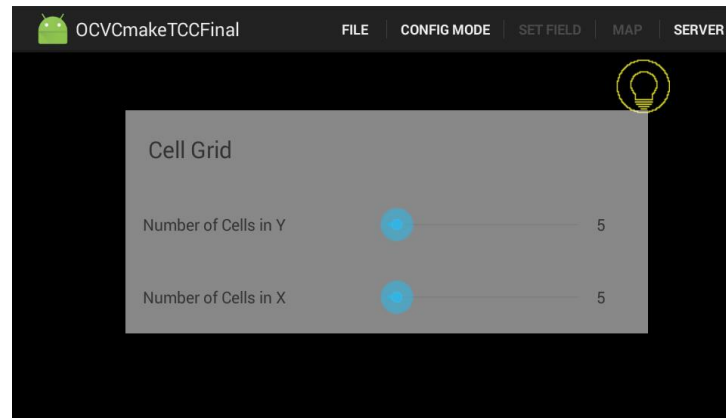 OCVCmakeTCCFinal FILE CONFIG MODE SET FIELD MAP SERVER
Cell Grid
Number of Cells in Y 5
Number of Cells in X 5